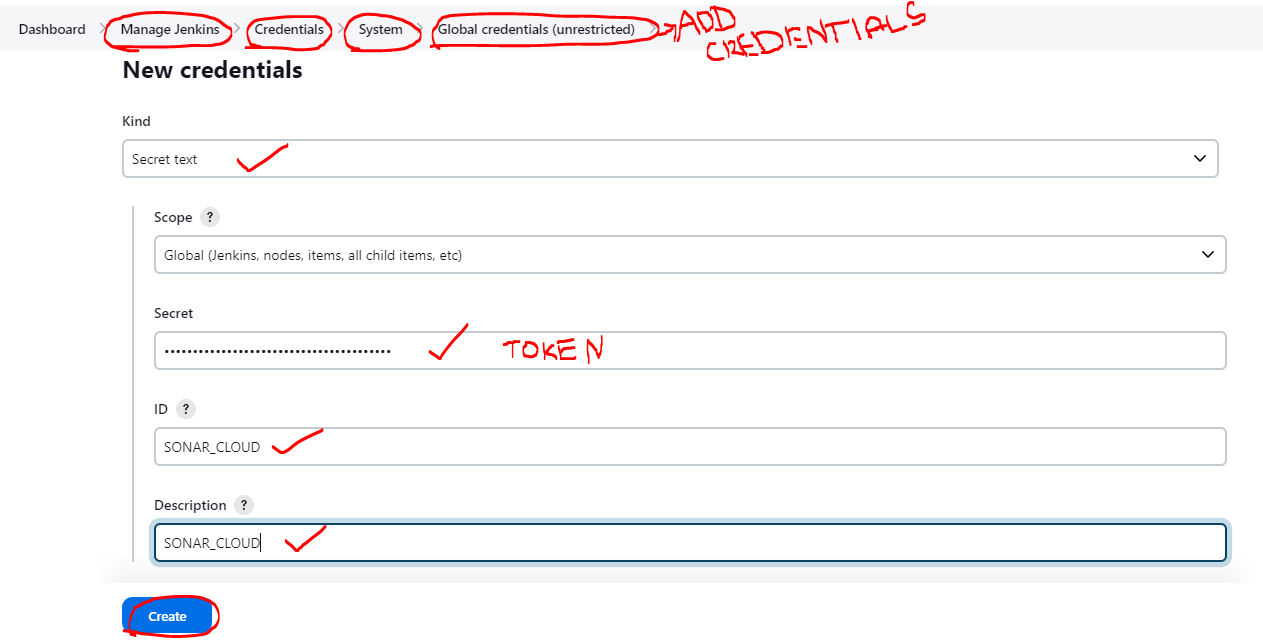 Dashboard > Manage Jenkins > Credentials > System > Global credentials (unrestricted) > → ADD
CREDENTIALS
New credentials
Kind
Secret text
Scope ?
Global (Jenkins, nodes, items, all child items, etc)
Secret
•••••••••••••••••••••••••••••••••••••••• TOKEN
ID ?
SONAR_CLOUD
Description ?
SONAR_CLOUD
Create